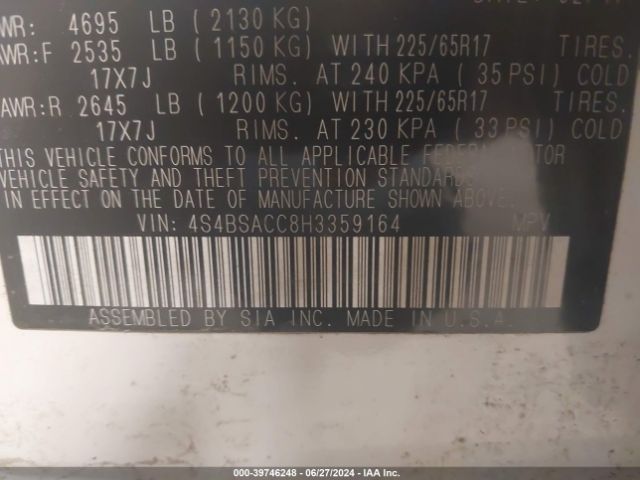 WR: 4695 LB ( 2130 KG)
AWR:F 2535 LB ( 1150 KG) WITH 225/65R17 TIRES.
17X7J RIMS. AT 240 KPA ( 35 PSI) COLD
AWR:R 2645 LB ( 1200 KG) WITH 225/65R17 TIRES.
17X7J RIMS. AT 230 KPA ( 33 PSI) COLD
THIS VEHICLE CONFORMS TO ALL APPLICABLE FEDERAL MOTOR
VEHICLE SAFETY AND THEFT PREVENTION STANDARDS
IN EFFECT ON THE DATE OF MANUFACTURE SHOWN ABOVE.
VIN: 4S4BSACC8H3359164 MPV
ASSEMBLED BY SIA INC. MADE IN U.S.A.
000-39746248 - 06/27/2024 - IAA Inc.